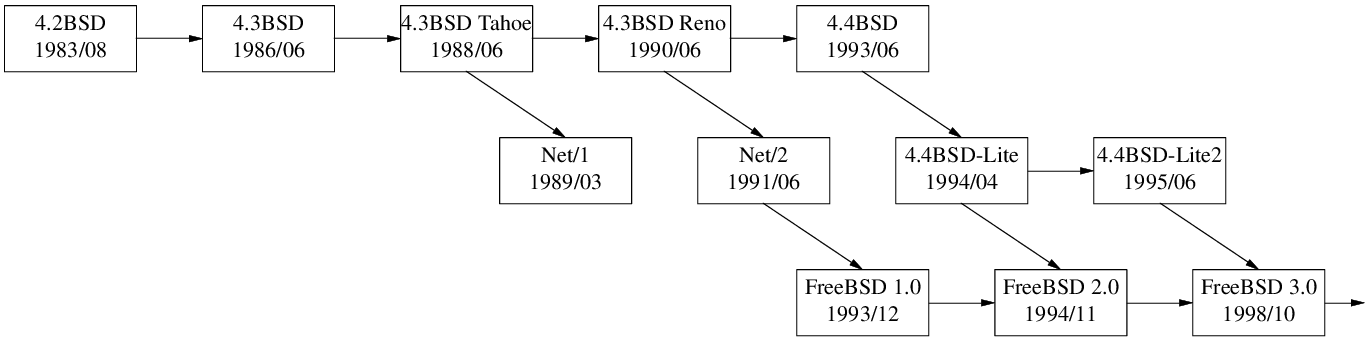 4.2BSD
1983/08
4.3BSD
1986/06
4.3BSD Tahoe
1988/06
4.3BSD Reno
1990/06
4.4BSD
1993/06
Net/1
1989/03
Net/2
1991/06
4.4BSD-Lite
1994/04
4.4BSD-Lite2
1995/06
FreeBSD 1.0
1993/12
FreeBSD 2.0
1994/11
FreeBSD 3.0
1998/10